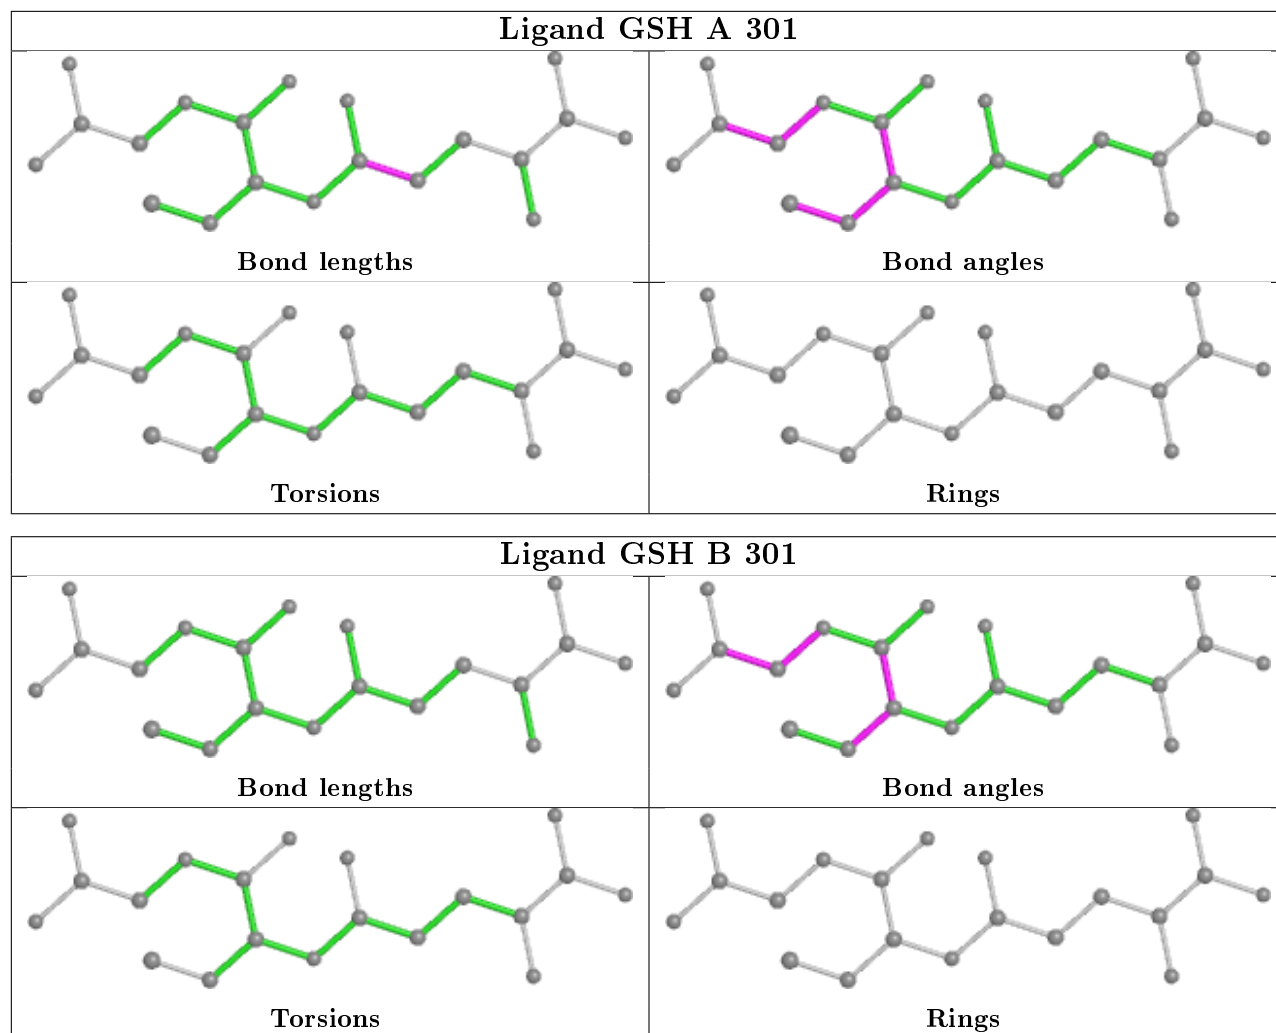 Ligand GSH A 301
Bond lengths
Bond angles
Torsions
Rings
Ligand GSH B 301
Bond lengths
Bond angles
Torsions
Rings